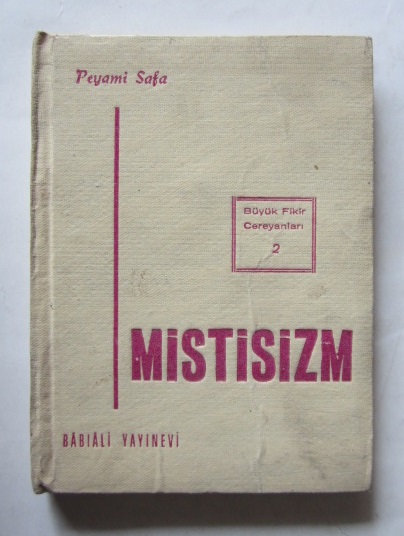 Peyami Safa
Büyük Fikir
Cereyanları
2
MİSTİSİZM
BÂBIÂLİ YAYINEVİ